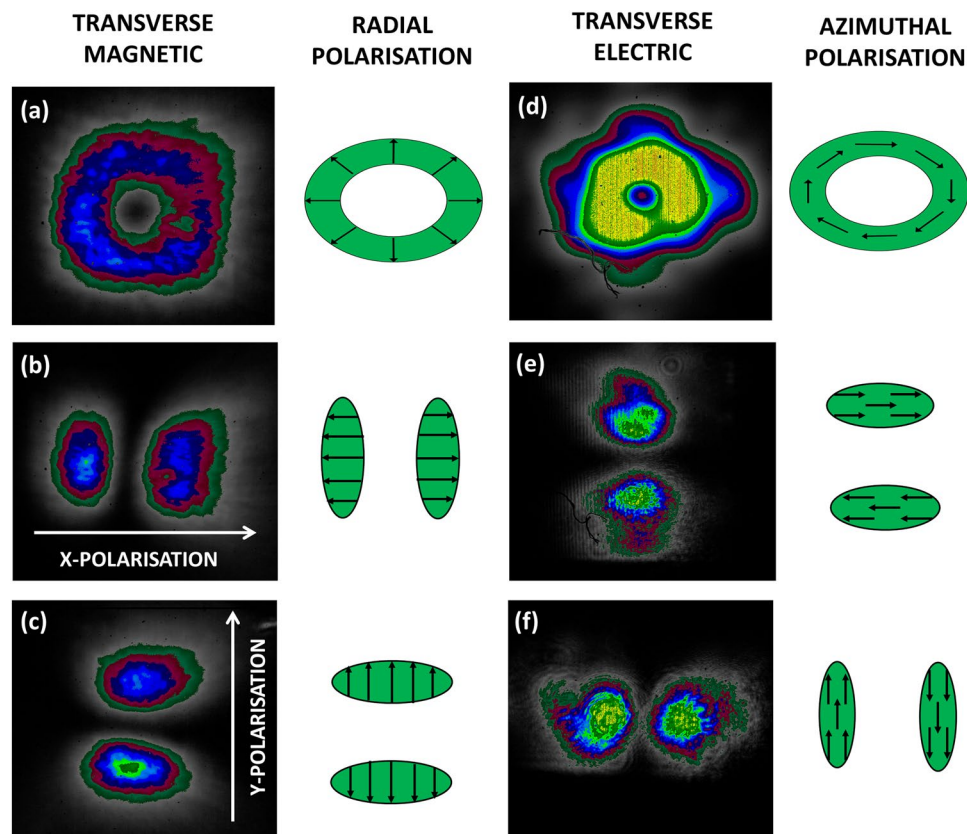 TRANSVERSE
MAGNETIC
RADIAL
POLARISATION
TRANSVERSE
ELECTRIC
AZIMUTHAL
POLARISATION
(a)
(d)
(b)
X-POLARISATION
(e)
(c)
Y-POLARISATION
(f)